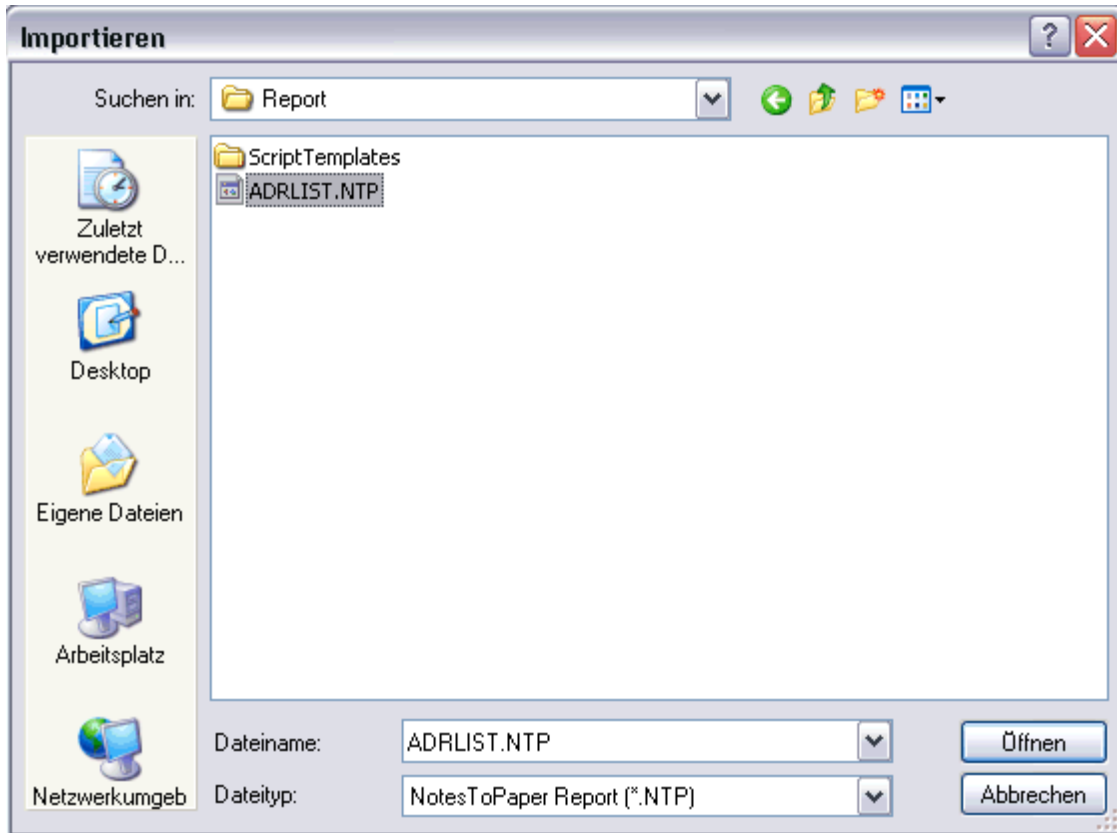 Importieren
Suchen in:
Report
Zuletzt
verwendete D...
Desktop
Eigene Dateien
Arbeitsplatz
Netzwerkumgeb
ScriptTemplates
ADRLIST.NTP
Dateiname:
ADRLIST.NTP
Öffnen
Dateityp:
NotesToPaper Report (*.NTP)
Abbrechen